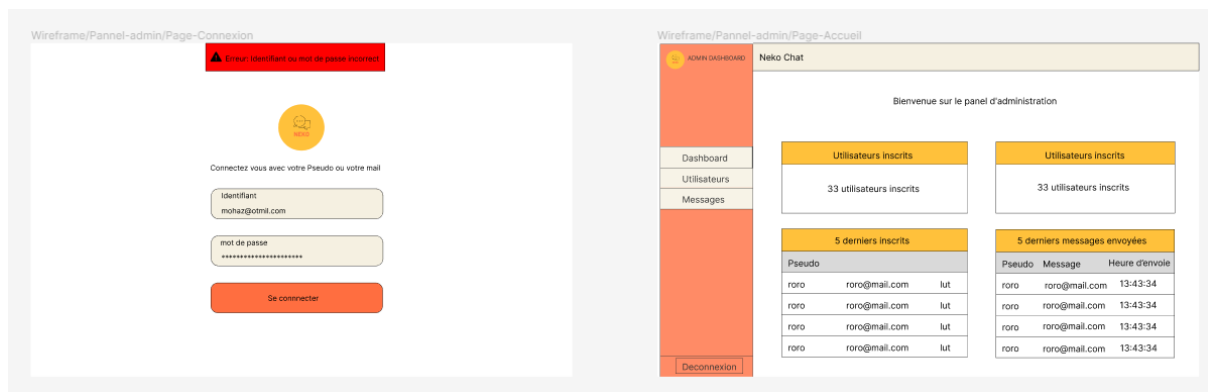 Wireframe/Pannel-admin/Page-Connexion
Erreur: Identifiant ou mot de passe incorrect
NEKO
Connectez vous avec votre Pseudo ou votre mail
Identifiant
mohaz@otmil.com
mot de passe
**********************
Se connnecter
Wireframe/Pannel-admin/Page-Accueil
ADMIN DASHBOARD
Neko Chat
Bienvenue sur le panel d'administration
Dashboard
Utilisateurs
Messages
Deconnexion
Utilisateurs inscrits
33 utilisateurs inscrits
Utilisateurs inscrits
33 utilisateurs inscrits
5 derniers inscrits
Pseudo
roro roro@mail.com lut
roro roro@mail.com lut
roro roro@mail.com lut
roro roro@mail.com lut
5 derniers messages envoyées
Pseudo Message Heure d'envoie
roro roro@mail.com 13:43:34
roro roro@mail.com 13:43:34
roro roro@mail.com 13:43:34
roro roro@mail.com 13:43:34